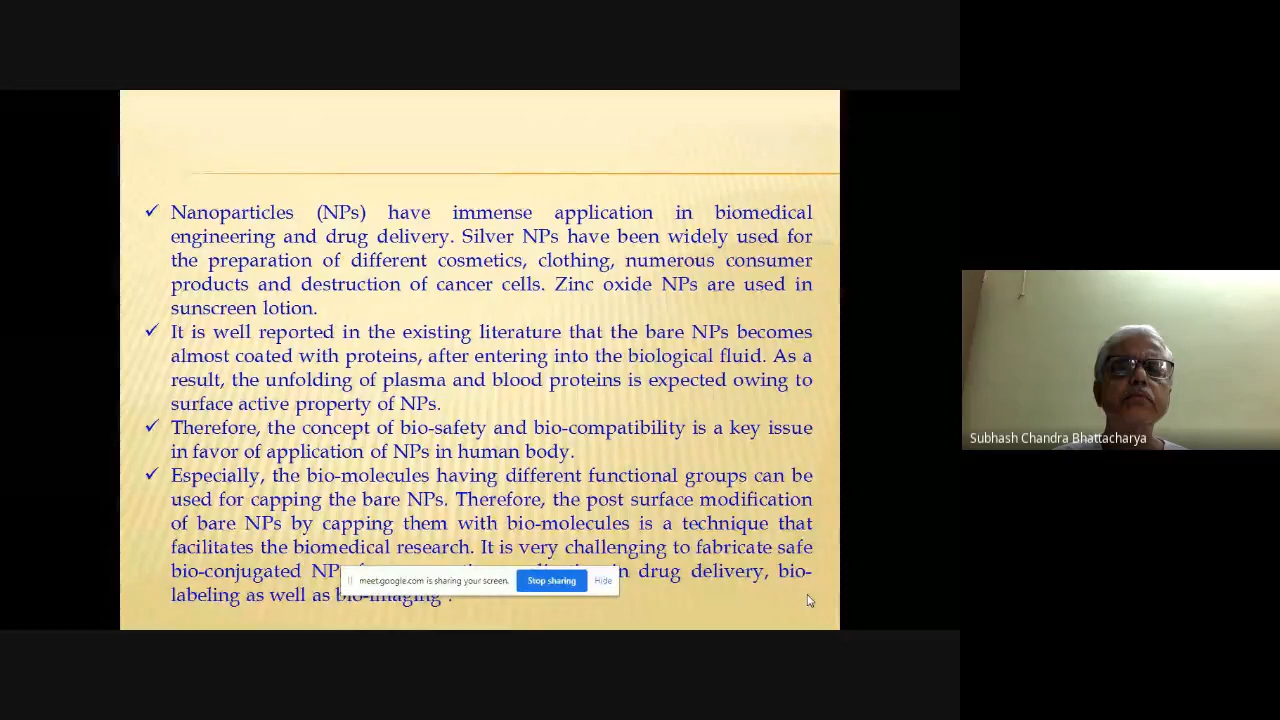 Nanoparticles (NPs) have immense application in biomedical
engineering and drug delivery. Silver NPs have been widely used for
the preparation of different cosmetics, clothing, numerous consumer
products and destruction of cancer cells. Zinc oxide NPs are used in
sunscreen lotion.
It is well reported in the existing literature that the bare NPs becomes
almost coated with proteins, after entering into the biological fluid. As a
result, the unfolding of plasma and blood proteins is expected owing to
surface active property of NPs.
Therefore, the concept of bio-safety and bio-compatibility is a key issue
in favor of application of NPs in human body.
Especially, the bio-molecules having different functional groups can be
used for capping the bare NPs. Therefore, the post surface modification
of bare NPs by capping them with bio-molecules is a technique that
facilitates the biomedical research. It is very challenging to fabricate safe
bio-conjugated in drug delivery, bio-
labeling as well as bio-imaging .
meet.google.com is sharing your screen. Stop sharing Hide
Subhash Chandra Bhattacharya